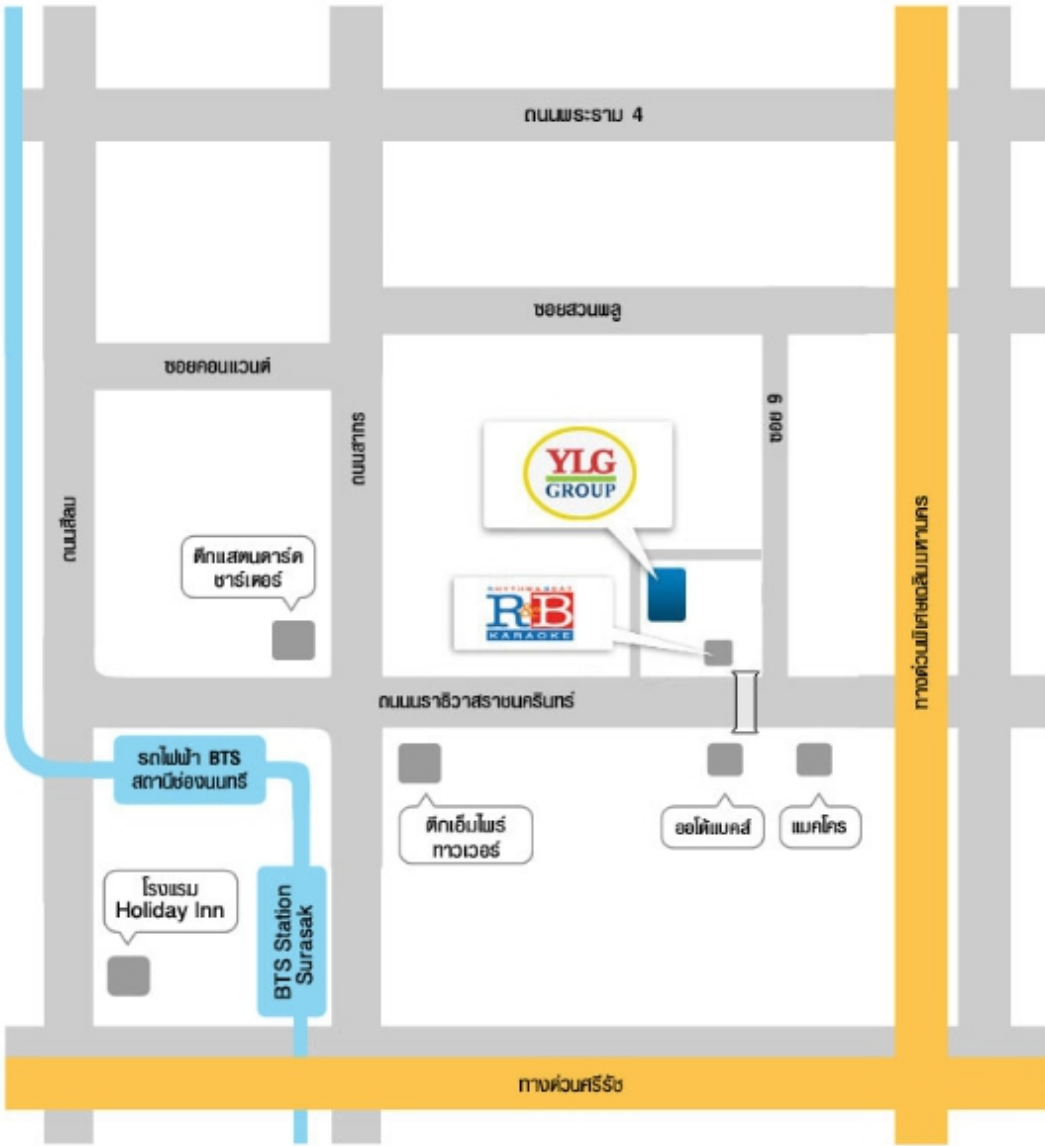 ถนนพระราม 4
ซอยสวนพลู
ซอยคอนแวนต์
ซอย 9
ถนนสาทร
YLG
GROUP
ถนนสีลม
ทางด่วนพิเศษเฉลิมมหานคร
ตึกแสตนดาร์ด
ชาร์เตอร์
RHYTHM & BEAT
R&B
KARAOKE
ถนนนราธิวาสราชนครินทร์
รถไฟฟ้า BTS
สถานีช่องนนทรี
ตึกเอ็มไพร์
ทาวเวอร์
ออโต้แบคส์
แมคโคร
โรงแรม
Holiday Inn
BTS Station
Surasak
ทางด่วนศรีรัช